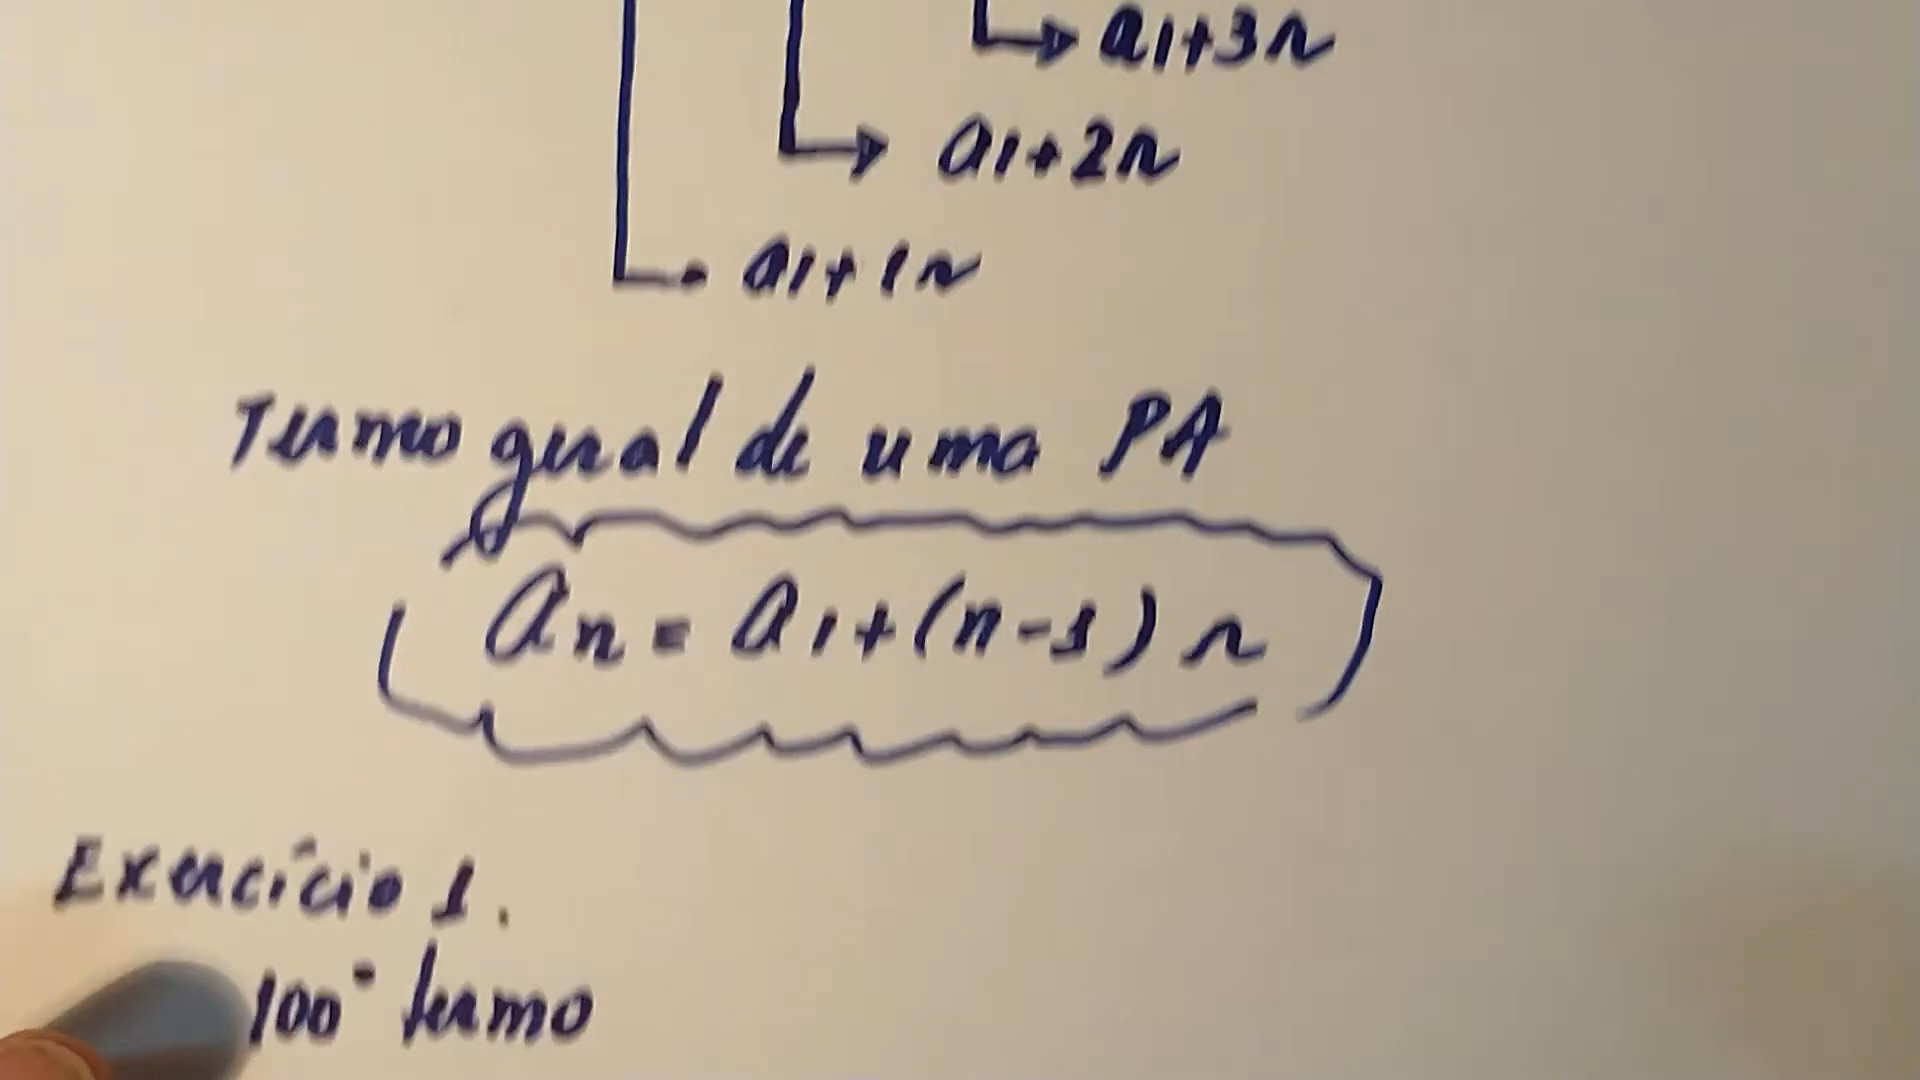 a1+3r
a1+2r
a1+1r
Termo geral de uma PA
an = a1+(n-1) r
Exercício 1.
100° termo